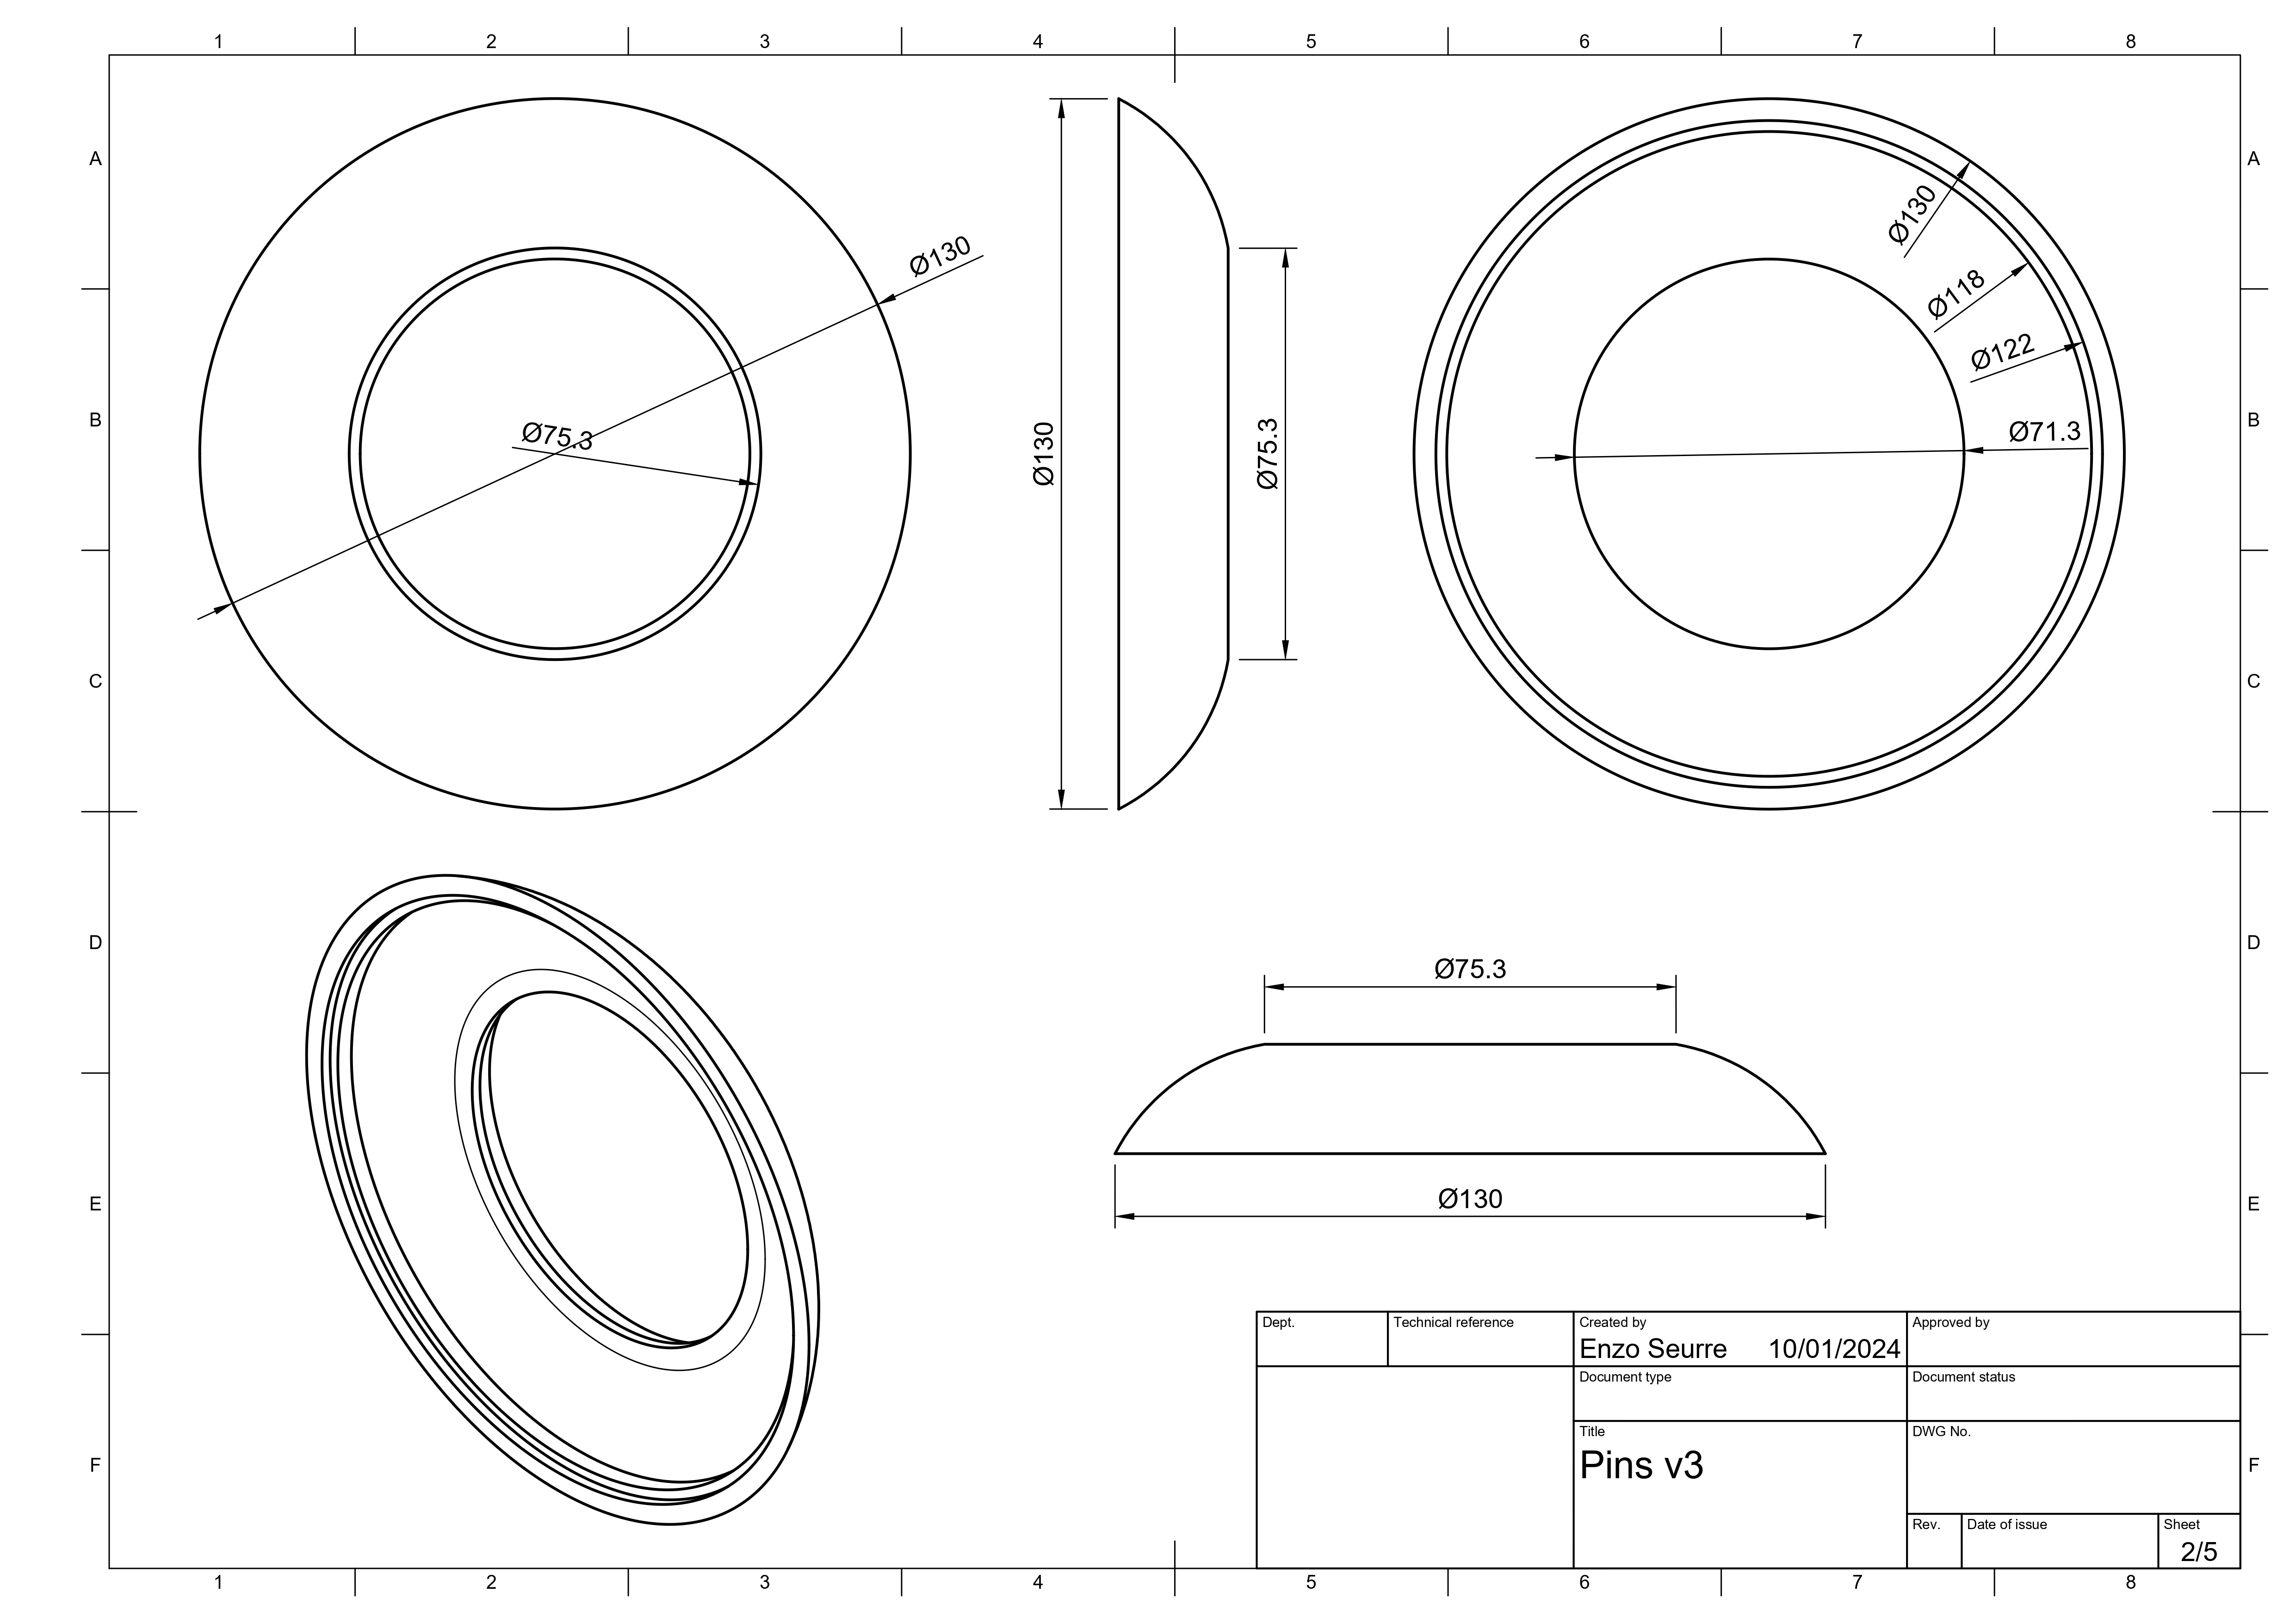 1 2 3 4 5 6 7 8
A A
Ø130
Ø130
Ø118
Ø122
B B
Ø75.3
Ø130
Ø75.3
Ø71.3
C C
D D
Ø75.3
E E
Ø130
Dept. Technical reference Created by Approved by
Enzo Seurre 10/01/2024
Document type Document status
Title DWG No.
Pins v3
F F
Rev. Date of issue Sheet
2/5
1 2 3 4 5 6 7 8